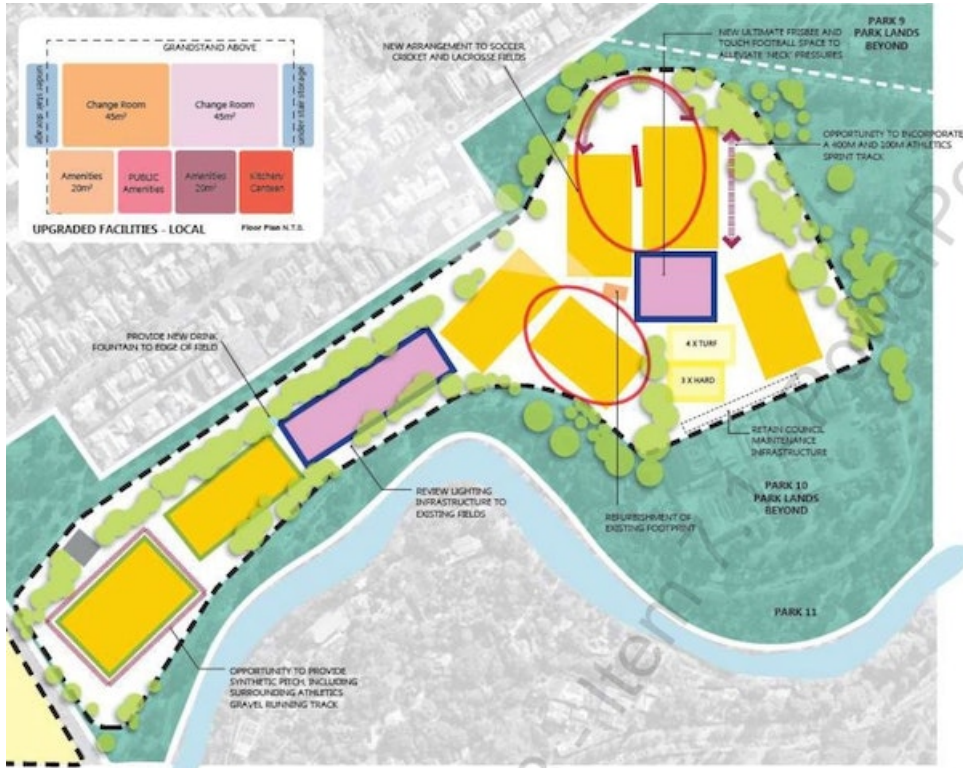 GRANDSTAND ABOVE
under stair storage
Change Room
45m²
Change Room
45m²
under stair storage
Amenities
20m²
PUBLIC
Amenities
Amenities
20m²
Kitchen/
Canteen
UPGRADED FACILITIES - LOCAL
Floor Plan N.T.S.
NEW ARRANGEMENT TO SOCCER,
CRICKET AND LACROSSE FIELDS
NEW ULTIMATE FRISBEE AND
TOUCH FOOTBALL SPACE TO
ALLEVIATE 'NECK' PRESSURES
PARK 9
PARK LANDS
BEYOND
OPPORTUNITY TO INCORPORATE
A 400M AND 200M ATHLETICS
SPRINT TRACK
PROVIDE NEW DRINK
FOUNTAIN TO EDGE OF FIELD
4 X TURF
3 X HARD
RETAIN COUNCIL
MAINTENANCE
INFRASTRUCTURE
REVIEW LIGHTING
INFRASTRUCTURE TO
EXISTING FIELDS
REFURBISHMENT OF
EXISTING FOOTPRINT
PARK 10
PARK LANDS
BEYOND
PARK 11
OPPORTUNITY TO PROVIDE
SYNTHETIC PITCH, INCLUDING
SURROUNDING ATHLETICS
GRAVEL RUNNING TRACK